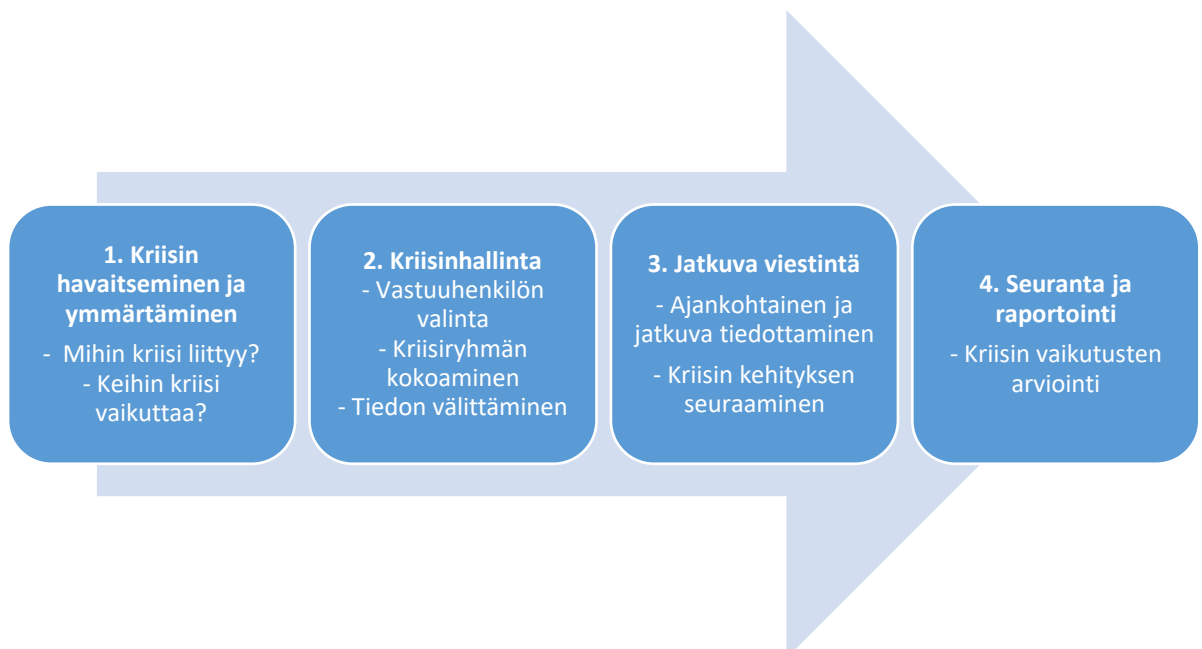 1. Kriisin
havaitseminen ja
ymmärtäminen
- Mihin kriisi liittyy?
- Keihin kriisi
vaikuttaa?
2. Kriisinhallinta
- Vastuuhenkilön
valinta
- Kriisiryhmän
kokoaminen
- Tiedon välittäminen
3. Jatkuva viestintä
- Ajankohtainen ja
jatkuva tiedottaminen
- Kriisin kehityksen
seuraaminen
4. Seuranta ja
raportointi
- Kriisin vaikutusten
arviointi